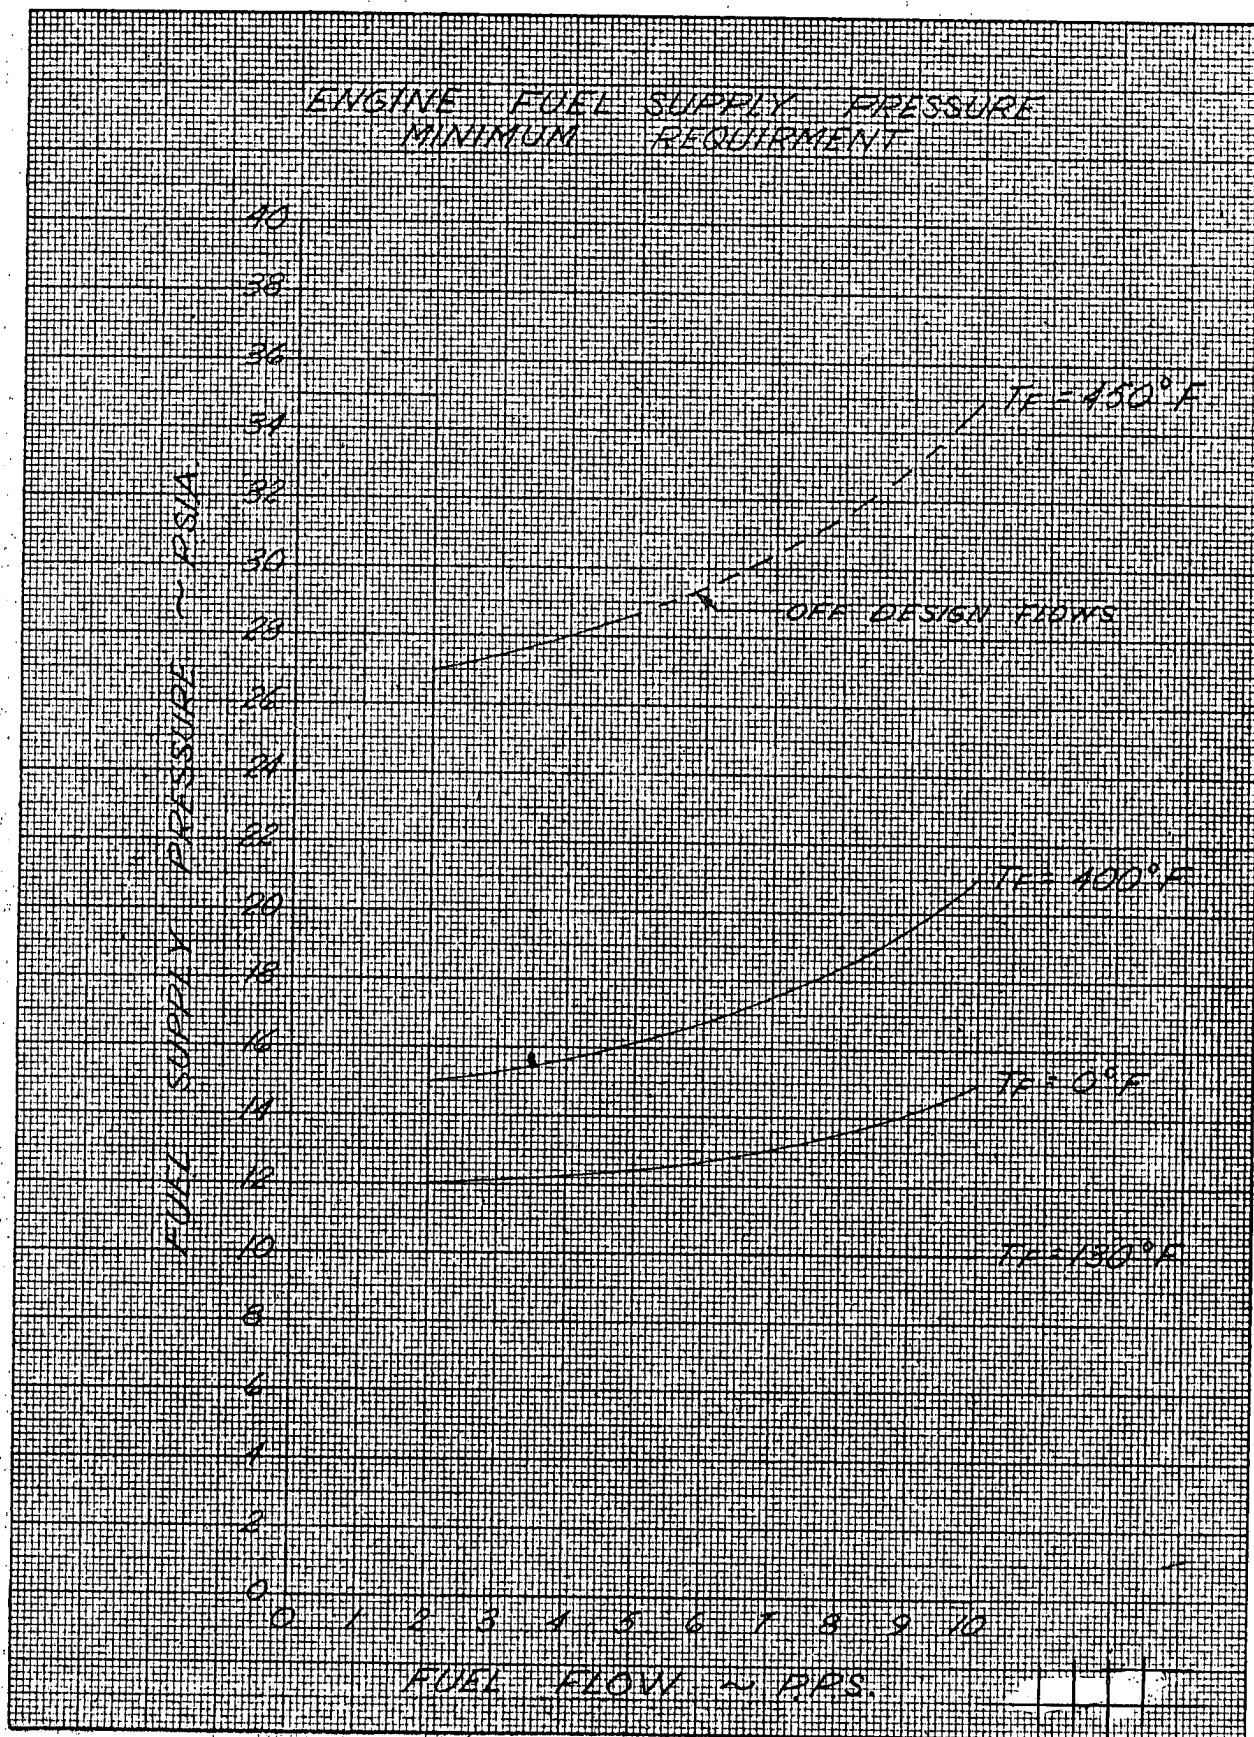 ENGINE FUEL SUPPLY PRESSURE
MINIMUM REQUIRMENT
40
38
36
34
32
30
28
26
24
22
20
18
16
14
12
10
8
6
4
2
0
FUEL SUPPLY PRESSURE ~ PSIA
TF = 450°F
OFF DESIGN FLOWS
TF = 400°F
TF = 0°F
TF = 130°F
0 1 2 3 4 5 6 7 8 9 10
FUEL FLOW ~ P.P.S.